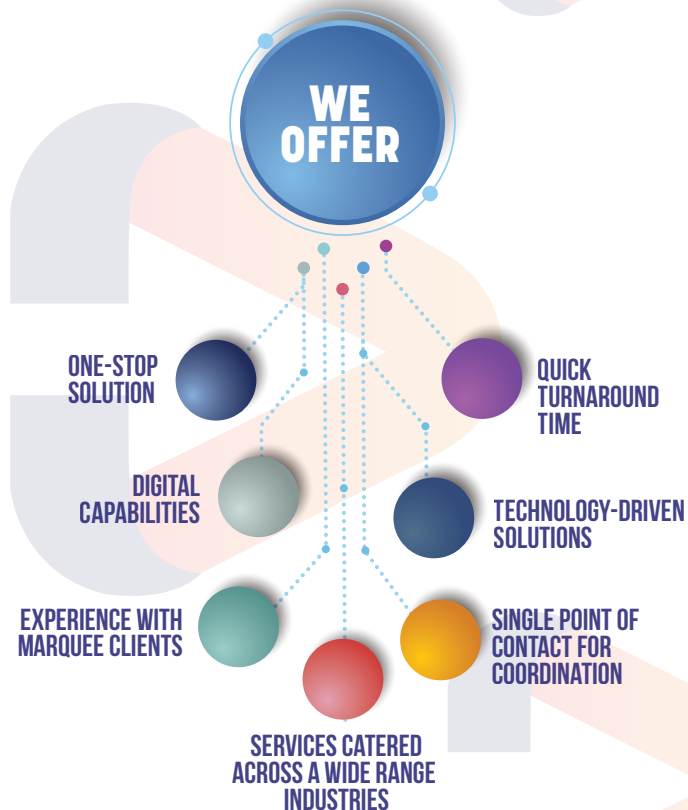 WE
OFFER
ONE-STOP
SOLUTION
QUICK
TURNAROUND
TIME
DIGITAL
CAPABILITIES
TECHNOLOGY-DRIVEN
SOLUTIONS
EXPERIENCE WITH
MARQUEE CLIENTS
SINGLE POINT OF
CONTACT FOR
COORDINATION
SERVICES CATERED
ACROSS A WIDE RANGE
INDUSTRIES